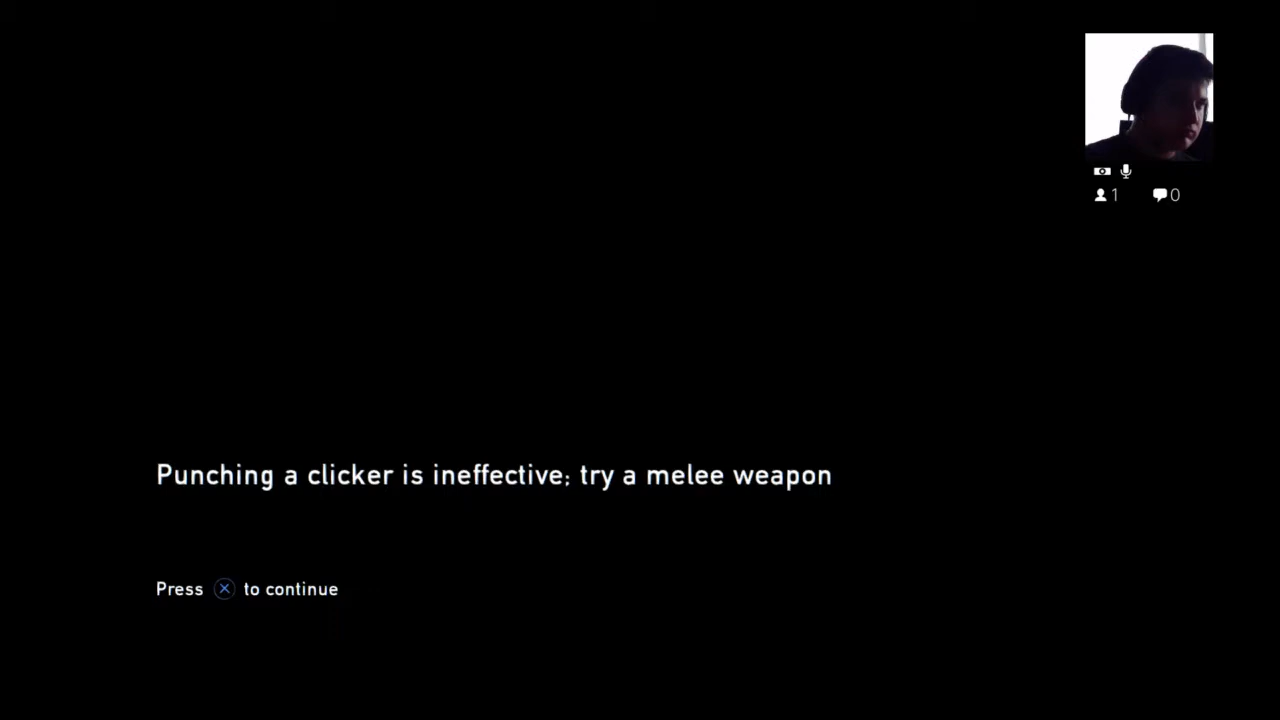 1 0
Punching a clicker is ineffective; try a melee weapon
Press ⓧ to continue